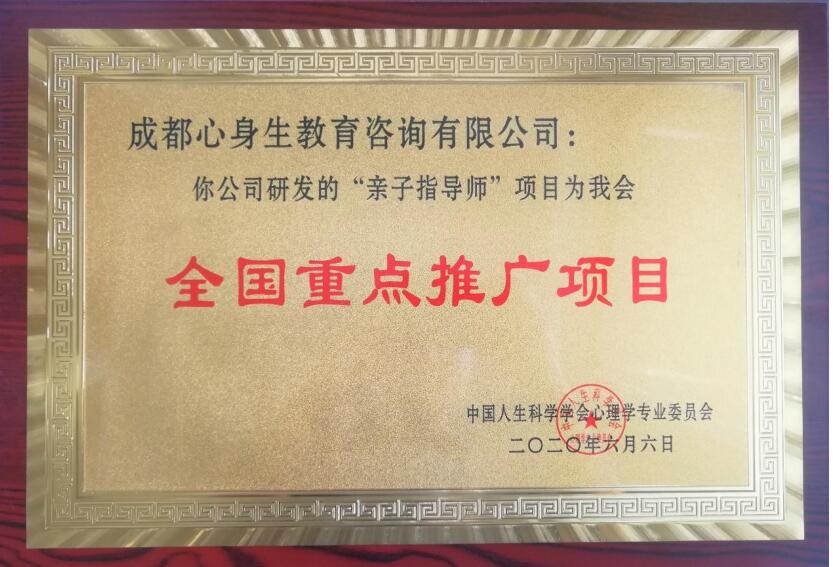 成都心身生教育咨询有限公司：
你公司研发的“亲子指导师”项目为我会
全国重点推广项目
中国人生科学学会心理学专业委员会
二〇二〇年六月六日